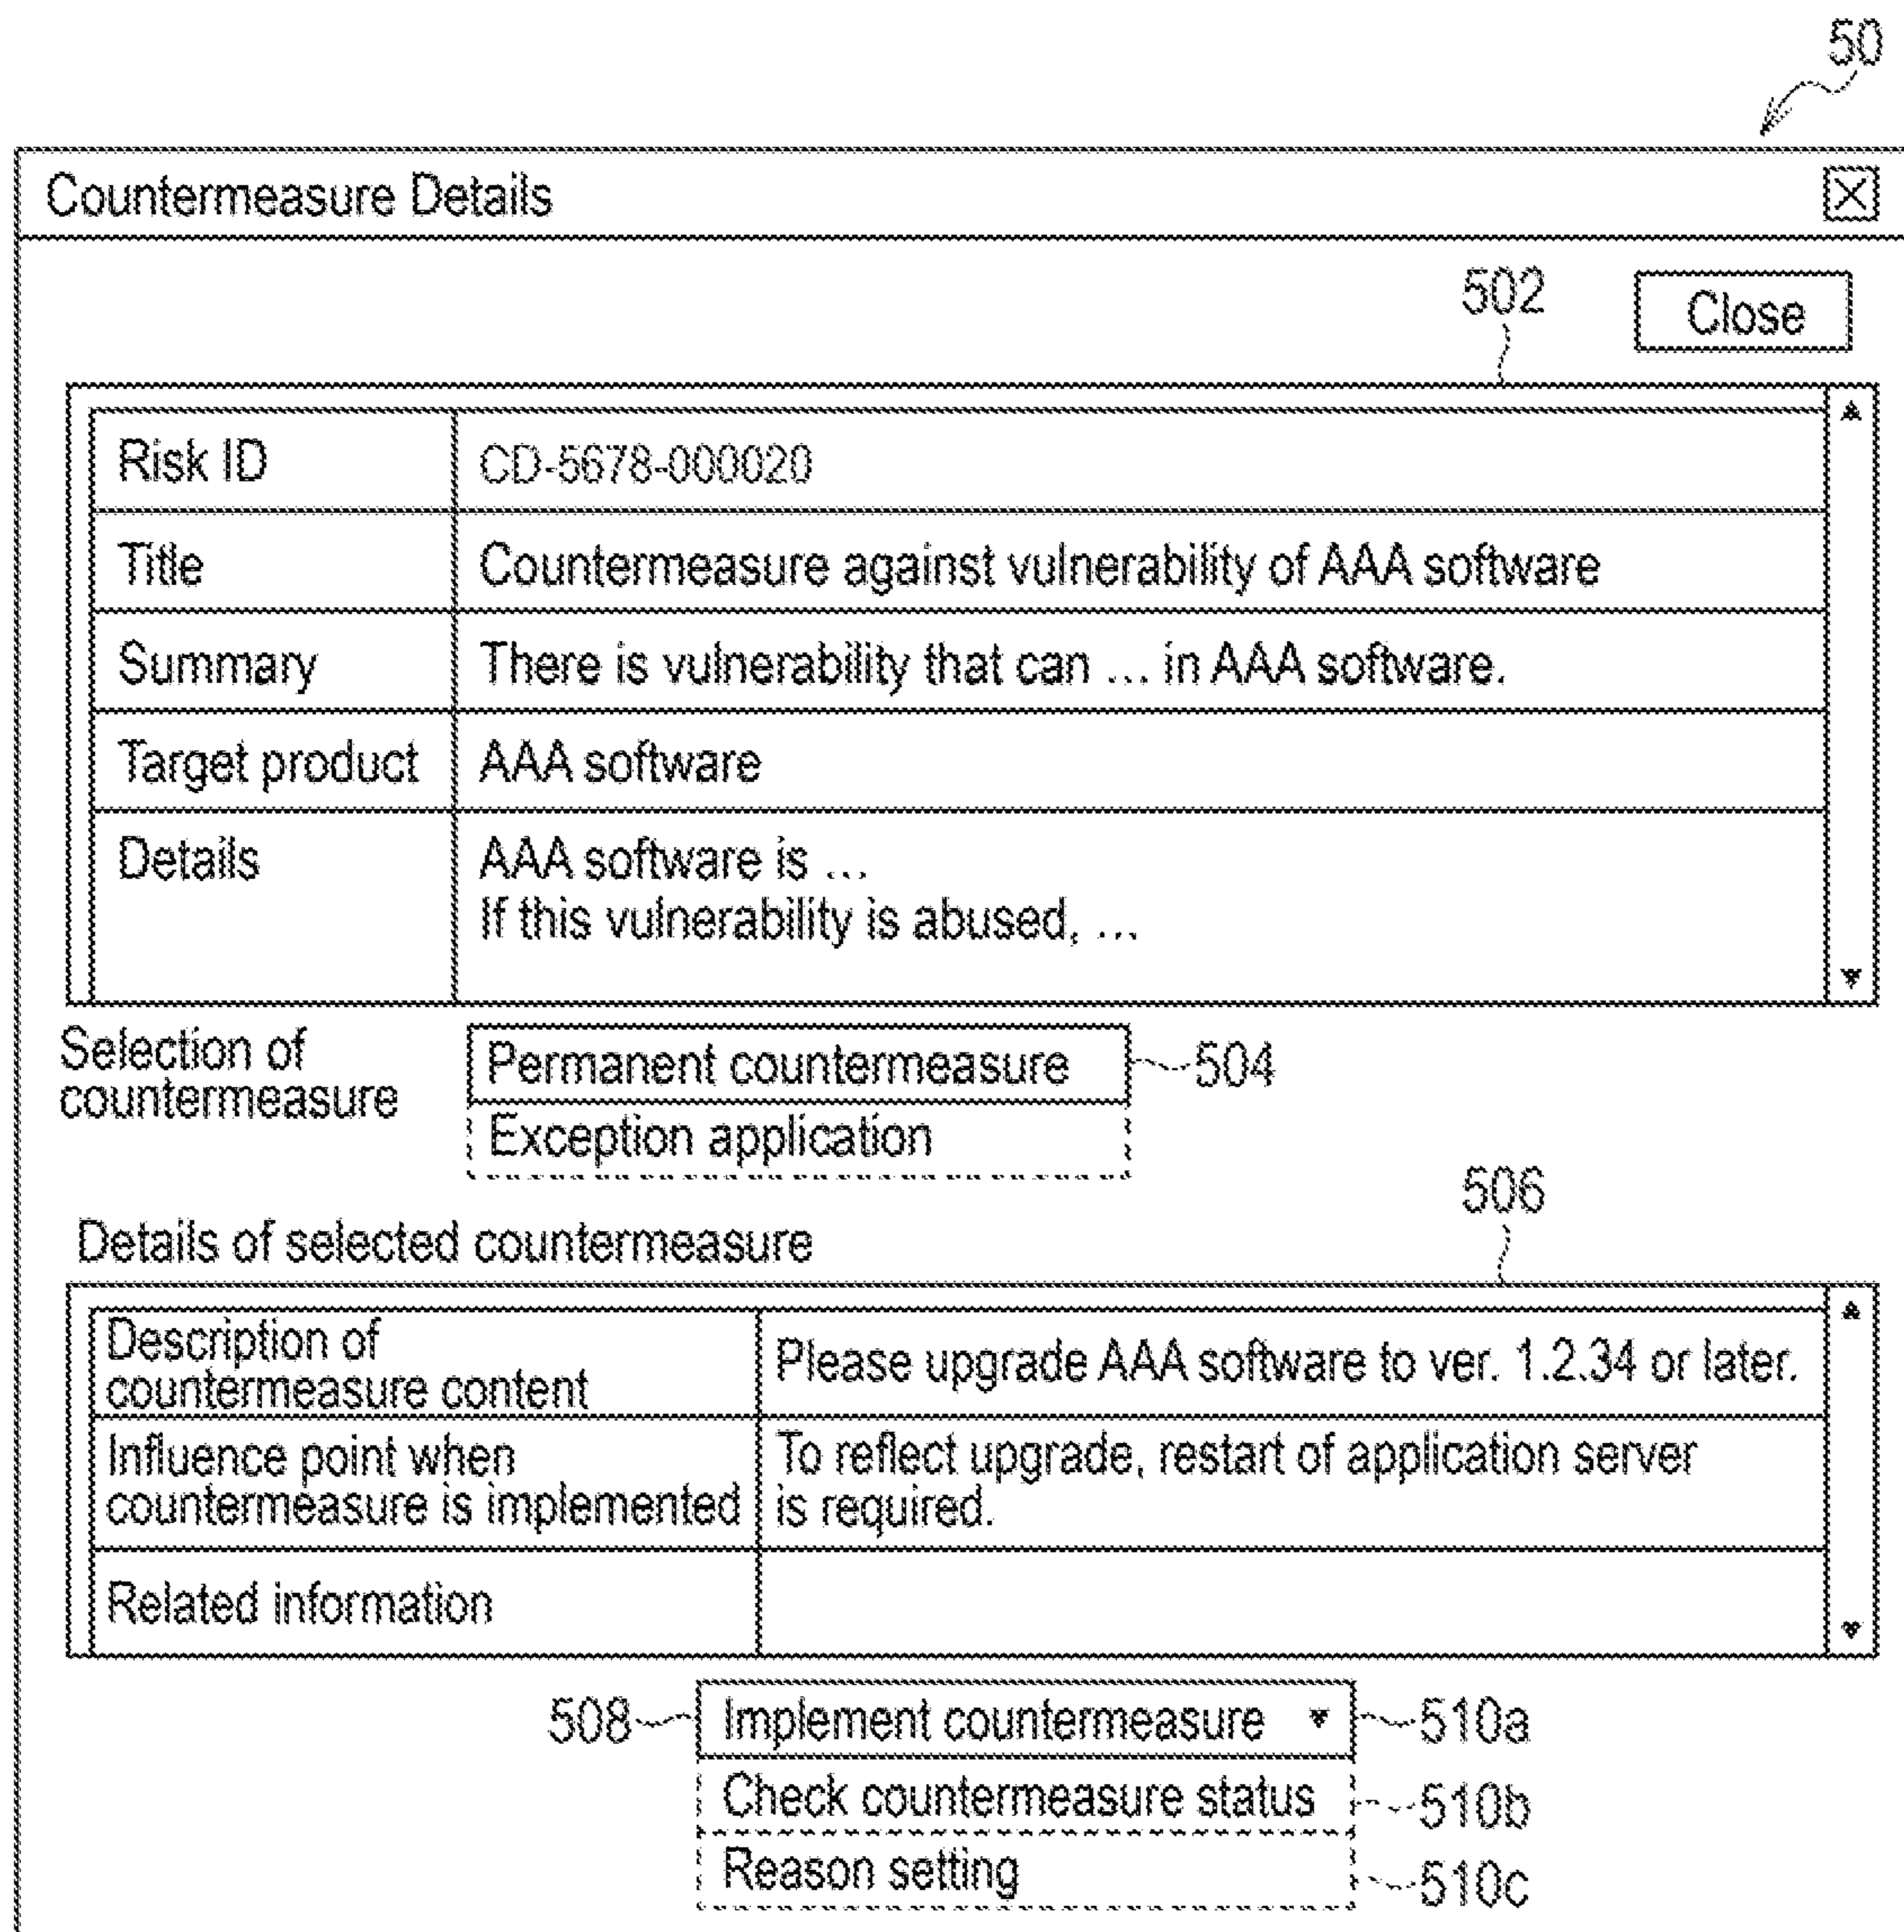 50
Countermeasure Details
502
Close
Risk ID
CD-5678-000020
Title
Countermeasure against vulnerability of AAA software
Summary
There is vulnerability that can ... in AAA software.
Target product
AAA software
Details
AAA software is ...
If this vulnerability is abused, ...
Selection of
countermeasure
Permanent countermeasure
504
Exception application
506
Details of selected countermeasure
Description of
countermeasure content
Please upgrade AAA software to ver. 1.2.34 or later.
Influence point when
countermeasure is implemented
To reflect upgrade, restart of application server
is required.
Related information
508
Implement countermeasure
510a
Check countermeasure status
510b
Reason setting
510c